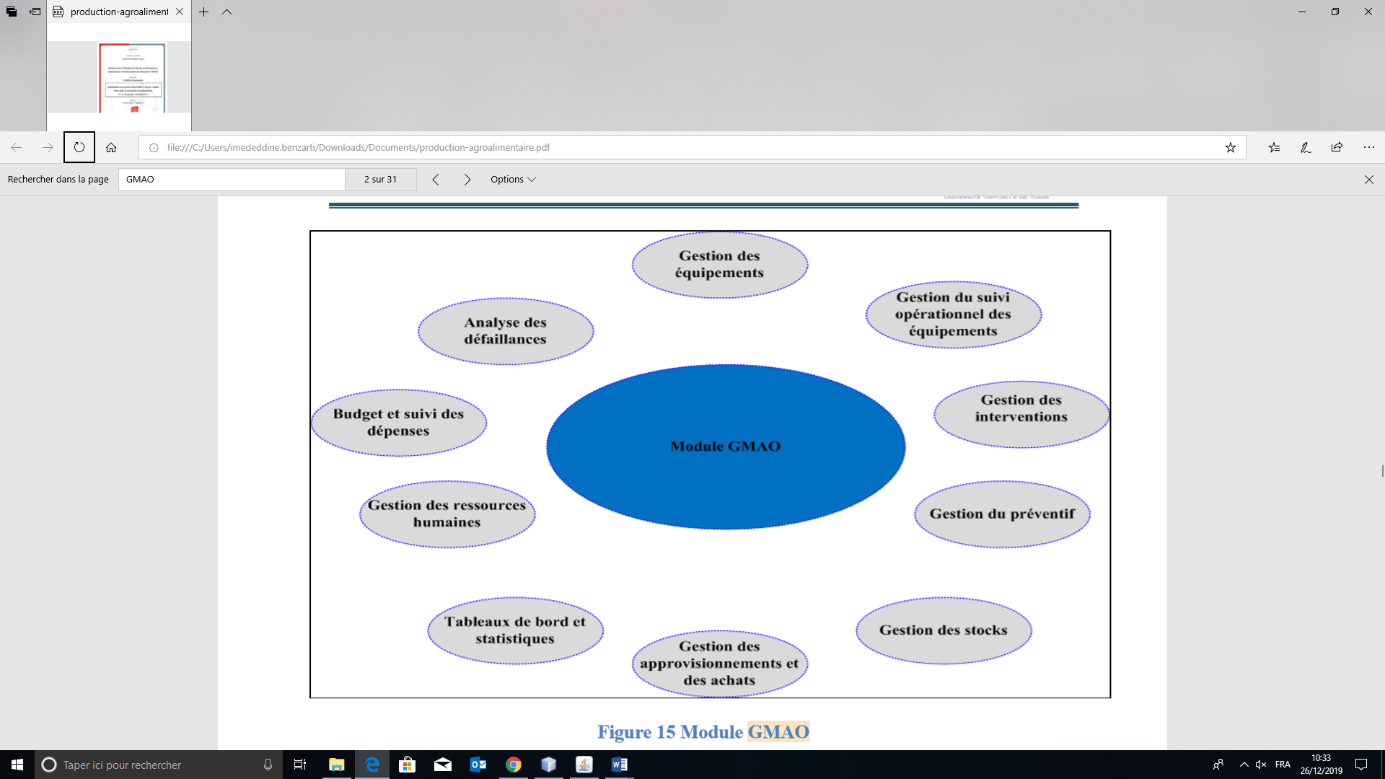 production-agroaliment
file:///C:/Users/imededdine.benzarti/Downloads/Documents/production-agroalimentaire.pdf
Rechercher dans la page
GMAO
2 sur 31
Options
Gestion des
équipements
Gestion du suivi
opérationnel des
équipements
Analyse des
défaillances
Gestion des
interventions
Budget et suivi des
dépenses
Module GMAO
Gestion des ressources
humaines
Gestion du préventif
Tableaux de bord et
statistiques
Gestion des stocks
Gestion des
approvisionnements et
des achats
Figure 15 Module GMAO
Taper ici pour rechercher
FRA
10:33
26/12/2019